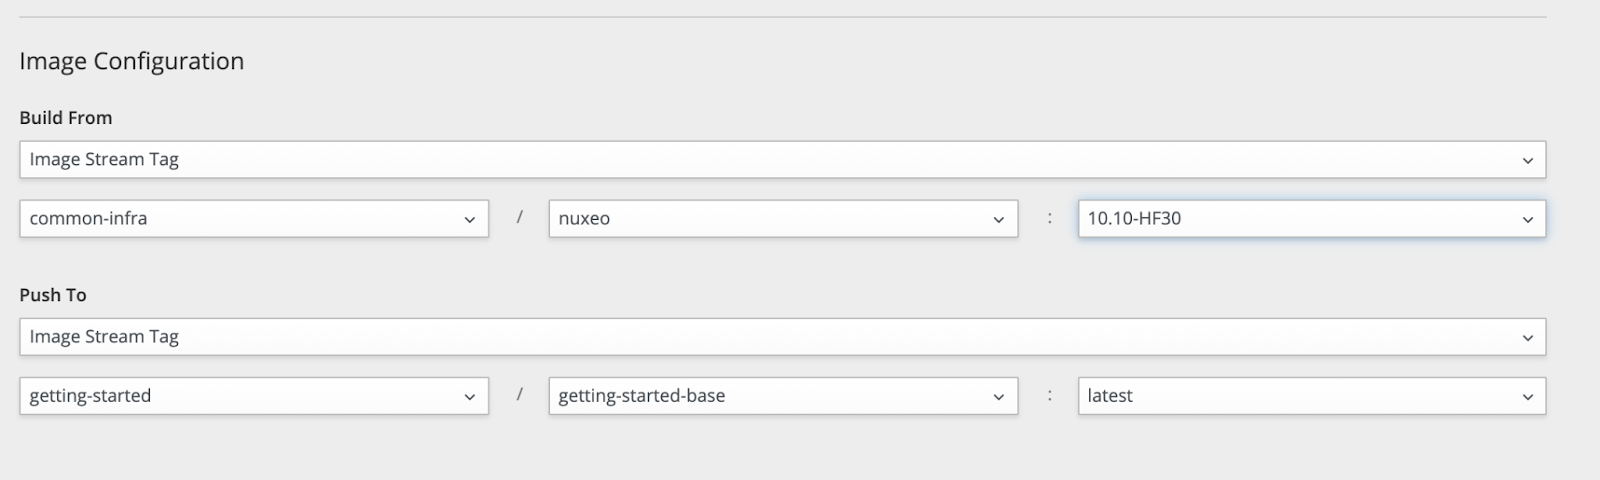 Image Configuration
Build From
Image Stream Tag
common-infra / nuxeo : 10.10-HF30
Push To
Image Stream Tag
getting-started / getting-started-base : latest